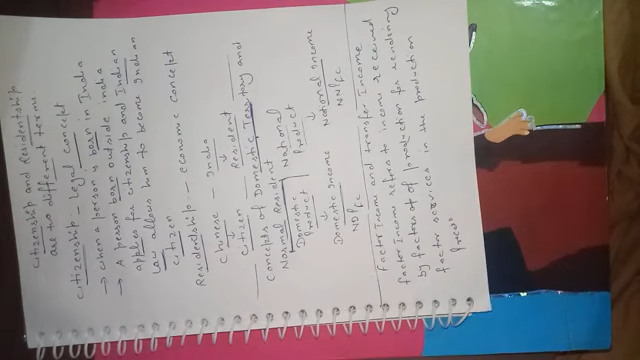 Citizenship and Residentship
are two different terms.
Citizenship - Legal concept
→ When a person is born in India
→ A person born outside india
applies for citizenship and Indian
law allows him to become Indian
citizen.
Residendship - economic concept
Chinese - India
↓ ↓
Citizen Resident
Concepts of Domestic Territory and
Normal Resident
Domestic Product National Product
↓ ↓
Domestic Income National Income
NDPfc NNPfc
Factor Income and transfer Income
Factor Income refers to income received
by factors of production for rendering
factor services in the production